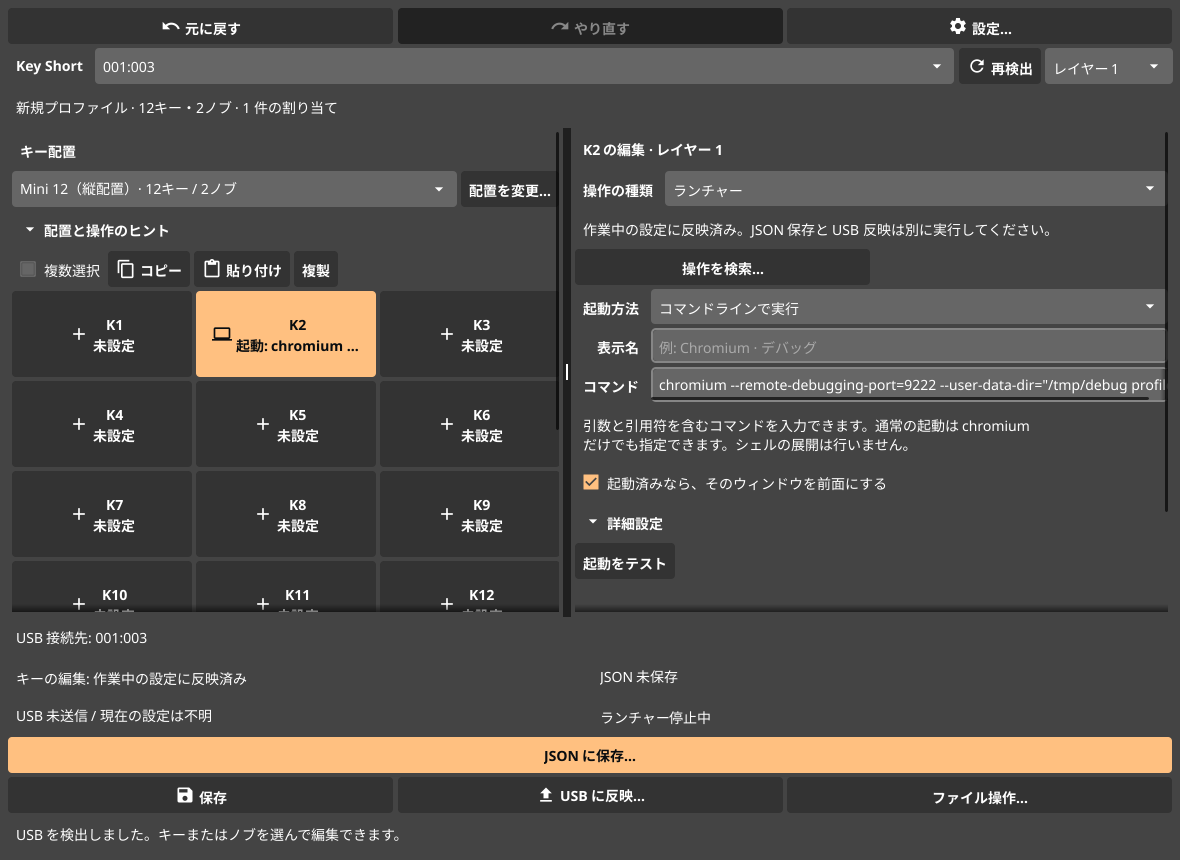 元に戻す
やり直す
設定...
Key Short
001:003
再検出
レイヤー 1
新規プロファイル · 12キー・2ノブ · 1 件の割り当て
キー配置
Mini 12（縦配置）· 12キー / 2ノブ
配置を変更...
配置と操作のヒント
複数選択
コピー
貼り付け
複製
K1
未設定
K2
起動: chromium ...
K3
未設定
K4
未設定
K5
未設定
K6
未設定
K7
未設定
K8
未設定
K9
未設定
K10
K11
K12
K2 の編集 · レイヤー 1
操作の種類
ランチャー
作業中の設定に反映済み。JSON 保存と USB 反映は別に実行してください。
操作を検索...
起動方法
コマンドラインで実行
表示名
例: Chromium · デバッグ
コマンド
chromium --remote-debugging-port=9222 --user-data-dir="/tmp/debug profil
引数と引用符を含むコマンドを入力できます。通常の起動は chromium
だけでも指定できます。シェルの展開は行いません。
起動済みなら、そのウィンドウを前面にする
詳細設定
起動をテスト
USB 接続先: 001:003
キーの編集: 作業中の設定に反映済み
JSON 未保存
USB 未送信 / 現在の設定は不明
ランチャー停止中
JSON に保存...
保存
USB に反映...
ファイル操作...
USB を検出しました。キーまたはノブを選んで編集できます。